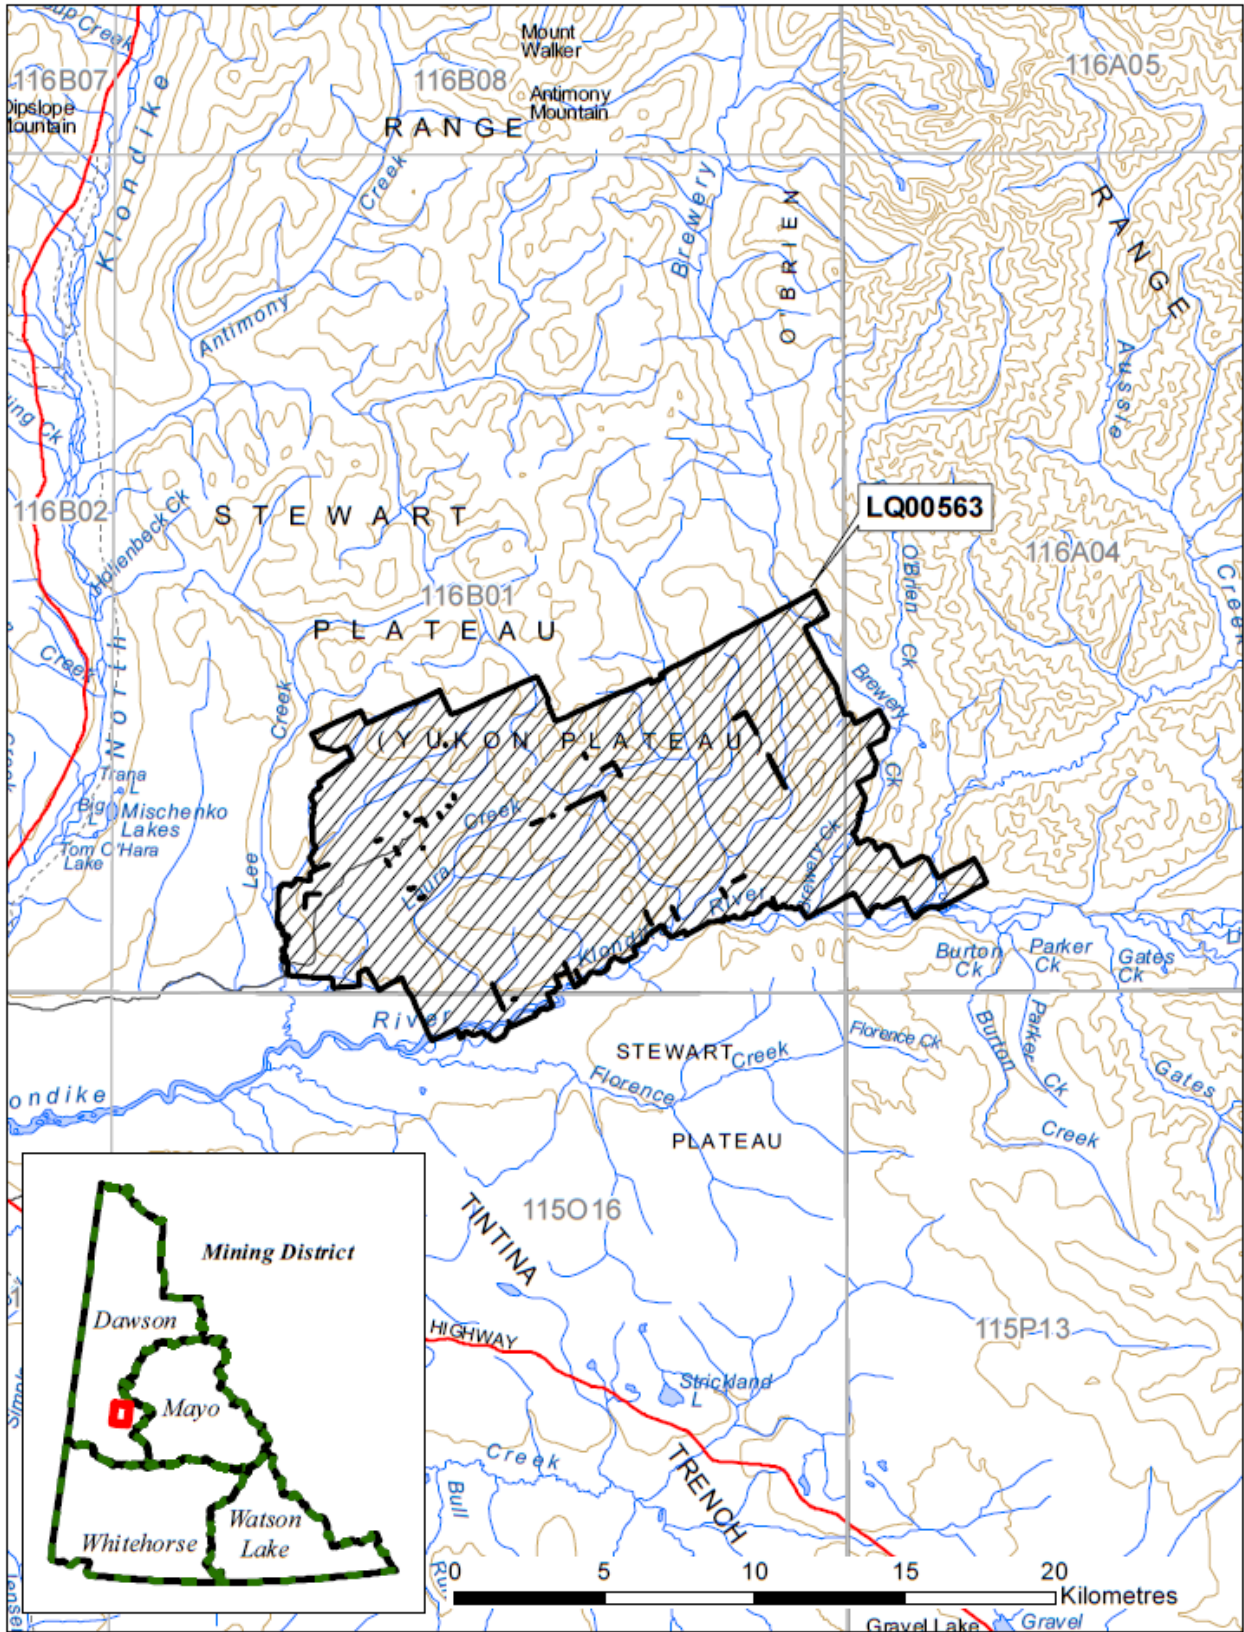 Creek
Mount
Walker
116B07
116B08
116A05
Mountain
Antimony
Mountain
RANGE
Klondike
Creek
Brewery
O'BRIEN
RANGE
Antimony
Aussie
Creek
Ck
116B02
STEWART
LQ00563
Hollenbeck Ck
116A04
O'Brien
Ck
116B01
PLATEAU
Creek
North
Creek
Brewery
Ck
(YUKON PLATEAU
Trana
L
Big
L
Mischenko
Lakes
Tom O'Hara
Lake
Lee
Creek
Laura
Brewery Ck
River
Klondike
Burton
Ck
Parker
Ck
Gates
Ck
River
STEWART
Creek
Florence
Florence Ck
Burton
Parker
Ck
Gates
Creek
ondike
PLATEAU
115O16
TINTINA
Mining District
Dawson
Mayo
Whitehorse
Watson
Lake
HIGHWAY
115P13
Strickland
L
TRENCH
Creek
Bull
0
5
10
15
20
Kilometres
Gravel Lake
Gravel